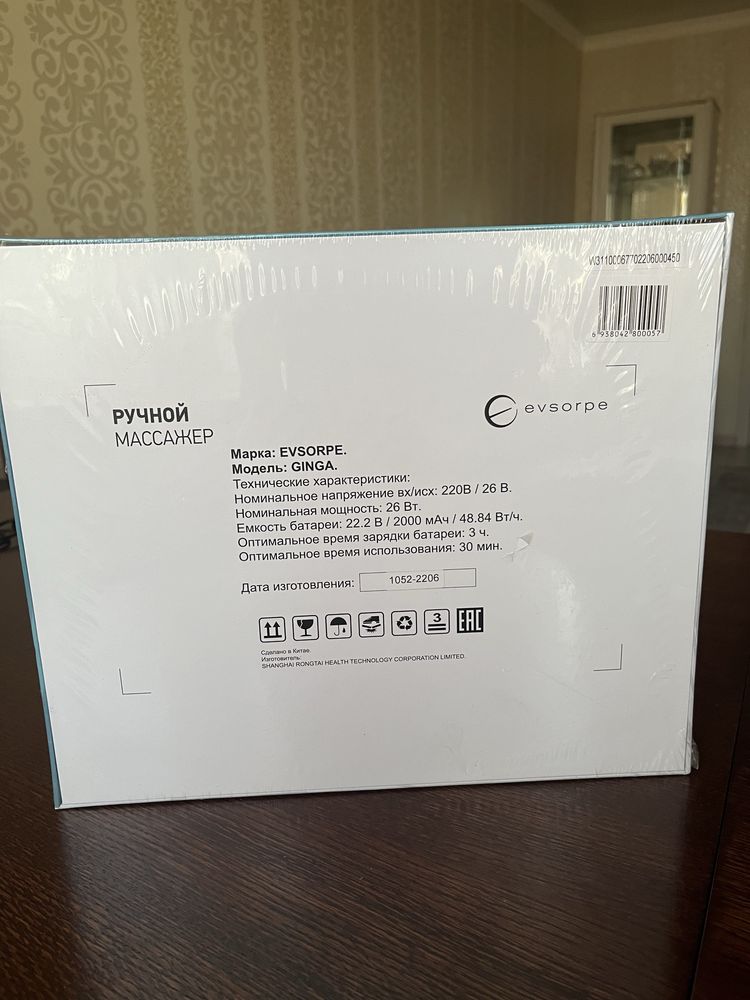 W31100067702206000450
6 938042 800057
РУЧНОЙ
МАССАЖЕР
evsorpe
Марка: EVSORPE.
Модель: GINGA.
Технические характеристики:
Номинальное напряжение вх/исх: 220В / 26 В.
Номинальная мощность: 26 Вт.
Емкость батареи: 22.2 В / 2000 мАч / 48.84 Вт/ч.
Оптимальное время зарядки батареи: 3 ч.
Оптимальное время использования: 30 мин.
Дата изготовления: 1052-2206
3
EAC
Сделано в Китае.
Изготовитель:
SHANGHAI RONGTAI HEALTH TECHNOLOGY CORPORATION LIMITED.